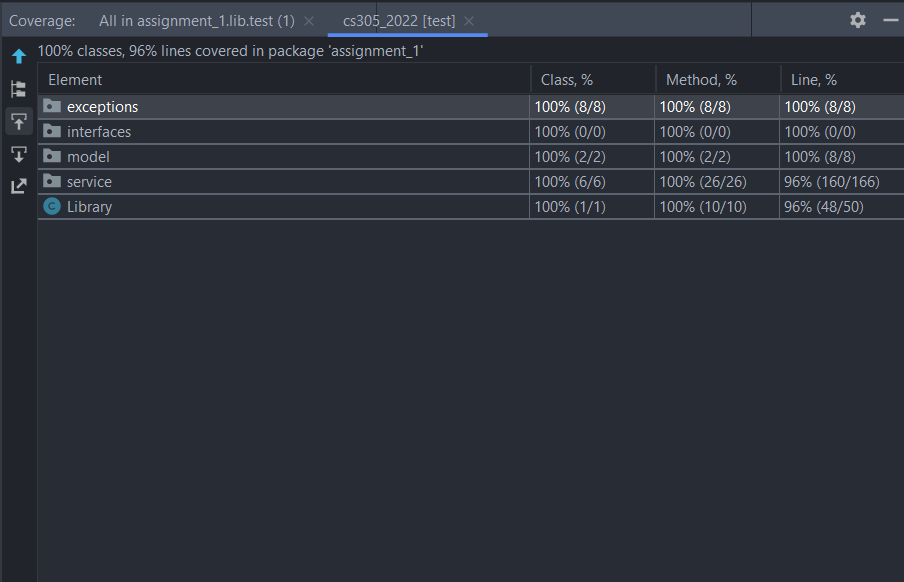 Coverage: All in assignment_1.lib.test (1) cs305_2022 [test]
100% classes, 96% lines covered in package 'assignment_1'
Element Class, % Method, % Line, %
exceptions 100% (8/8) 100% (8/8) 100% (8/8)
interfaces 100% (0/0) 100% (0/0) 100% (0/0)
model 100% (2/2) 100% (2/2) 100% (8/8)
service 100% (6/6) 100% (26/26) 96% (160/166)
C Library 100% (1/1) 100% (10/10) 96% (48/50)